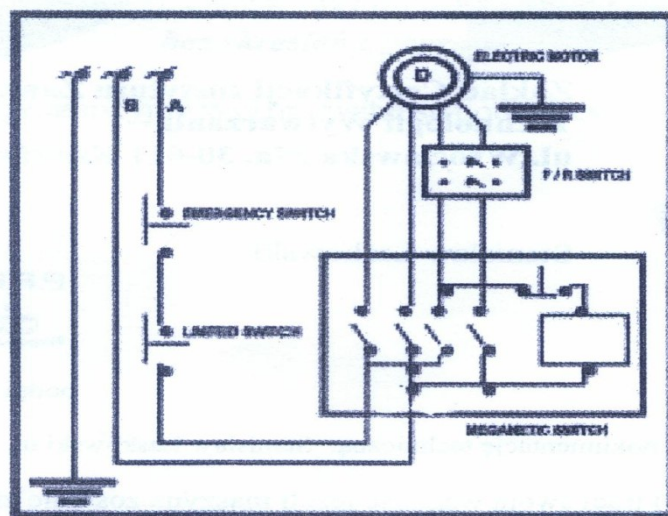 D
ELECTRIC MOTOR
B A
F / R SWITCH
EMERGENCY SWITCH
LIMITED SWITCH
MEGANETIC SWITCH